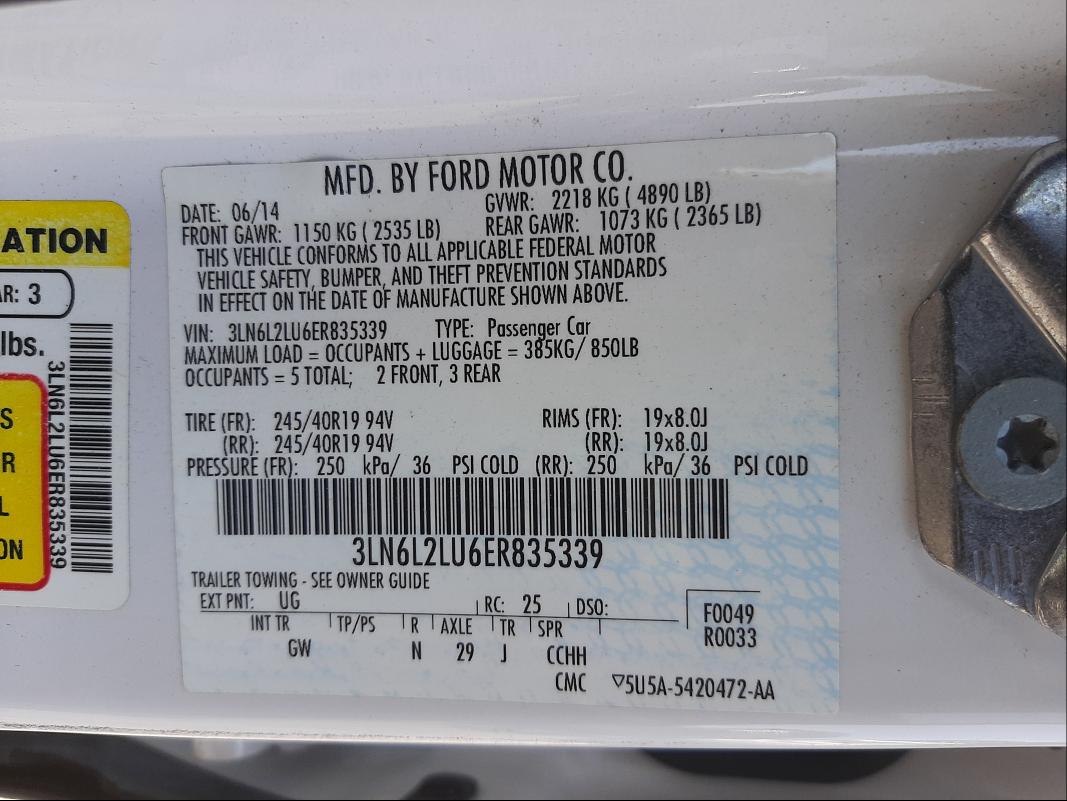 MFD. BY FORD MOTOR CO.
DATE: 06/14 GVWR: 2218 KG ( 4890 LB)
FRONT GAWR: 1150 KG ( 2535 LB) REAR GAWR: 1073 KG ( 2365 LB)
THIS VEHICLE CONFORMS TO ALL APPLICABLE FEDERAL MOTOR
VEHICLE SAFETY, BUMPER, AND THEFT PREVENTION STANDARDS
IN EFFECT ON THE DATE OF MANUFACTURE SHOWN ABOVE.
VIN: 3LN6L2LU6ER835339 TYPE: Passenger Car
MAXIMUM LOAD = OCCUPANTS + LUGGAGE = 385KG/ 850LB
OCCUPANTS = 5 TOTAL; 2 FRONT, 3 REAR
TIRE (FR): 245/40R19 94V RIMS (FR): 19x8.0J
(RR): 245/40R19 94V (RR): 19x8.0J
PRESSURE (FR): 250 kPa/ 36 PSI COLD (RR): 250 kPa/ 36 PSI COLD
3LN6L2LU6ER835339
TRAILER TOWING - SEE OWNER GUIDE
EXT PNT: UG RC: 25 DSO:
INT TR TP/PS R AXLE TR SPR
GW N 29 J CCHH
F0049
R0033
CMC ▽5U5A-5420472-AA
ATION
AR: 3
lbs.
3LN6L2LU6ER835339
S
R
L
ON